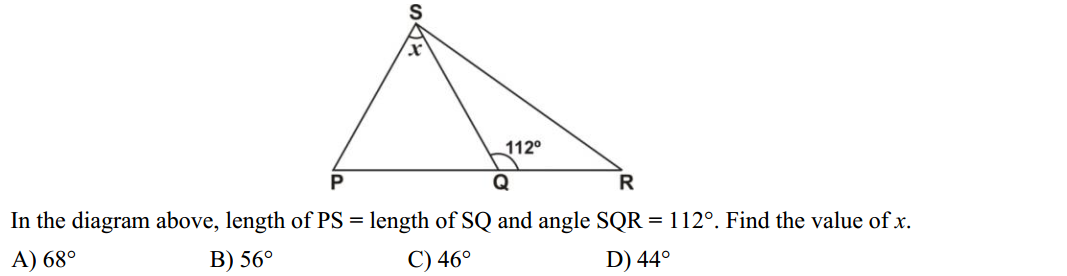 S
x
112°
P Q R
In the diagram above, length of PS = length of SQ and angle SQR = 112°. Find the value of x.
A) 68° B) 56° C) 46° D) 44°